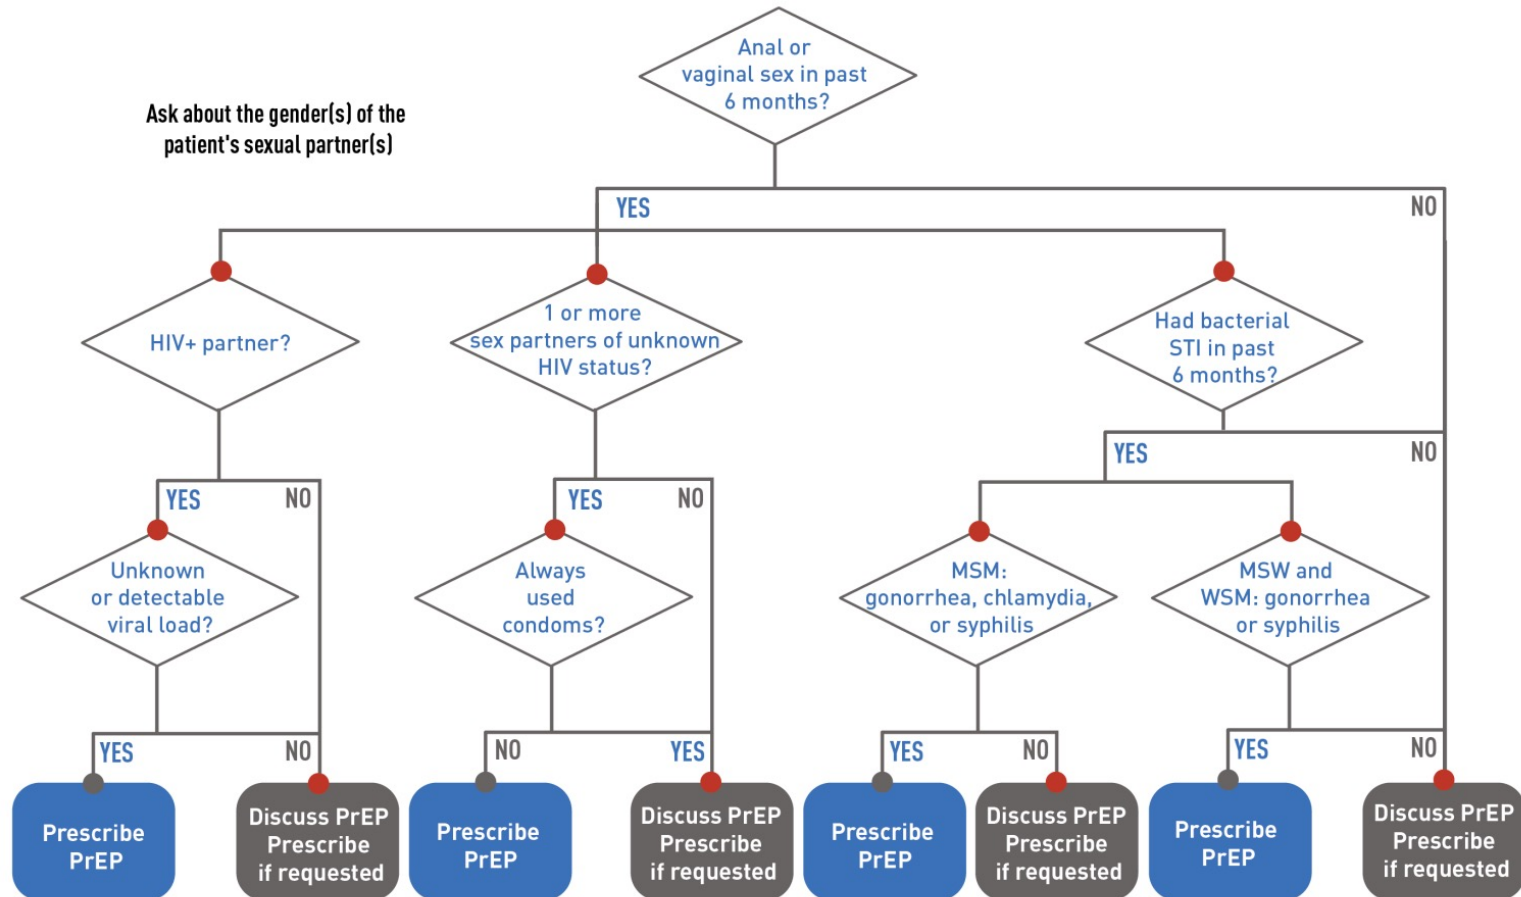 Anal or
vaginal sex in past
6 months?
Ask about the gender(s) of the
patient's sexual partner(s)
YES
NO
HIV+ partner?
1 or more
sex partners of unknown
HIV status?
Had bacterial
STI in past
6 months?
YES
NO
YES
NO
YES
NO
Unknown
or detectable
viral load?
Always
used
condoms?
MSM:
gonorrhea, chlamydia,
or syphilis
MSW and
WSM: gonorrhea
or syphilis
YES
NO
NO
YES
YES
NO
YES
NO
Prescribe
PrEP
Discuss PrEP
Prescribe
if requested
Prescribe
PrEP
Discuss PrEP
Prescribe
if requested
Prescribe
PrEP
Discuss PrEP
Prescribe
if requested
Prescribe
PrEP
Discuss PrEP
Prescribe
if requested